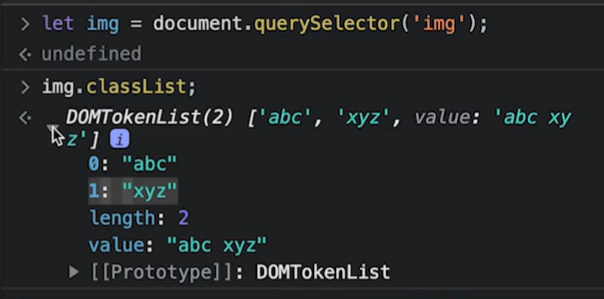 > let img = document.querySelector('img');
<· undefined
> img.classList;
<· DOMTokenList(2) ['abc', 'xyz', value: 'abc xy
z'] i
0: "abc"
1: "xyz"
length: 2
value: "abc xyz"
▶ [[Prototype]]: DOMTokenList